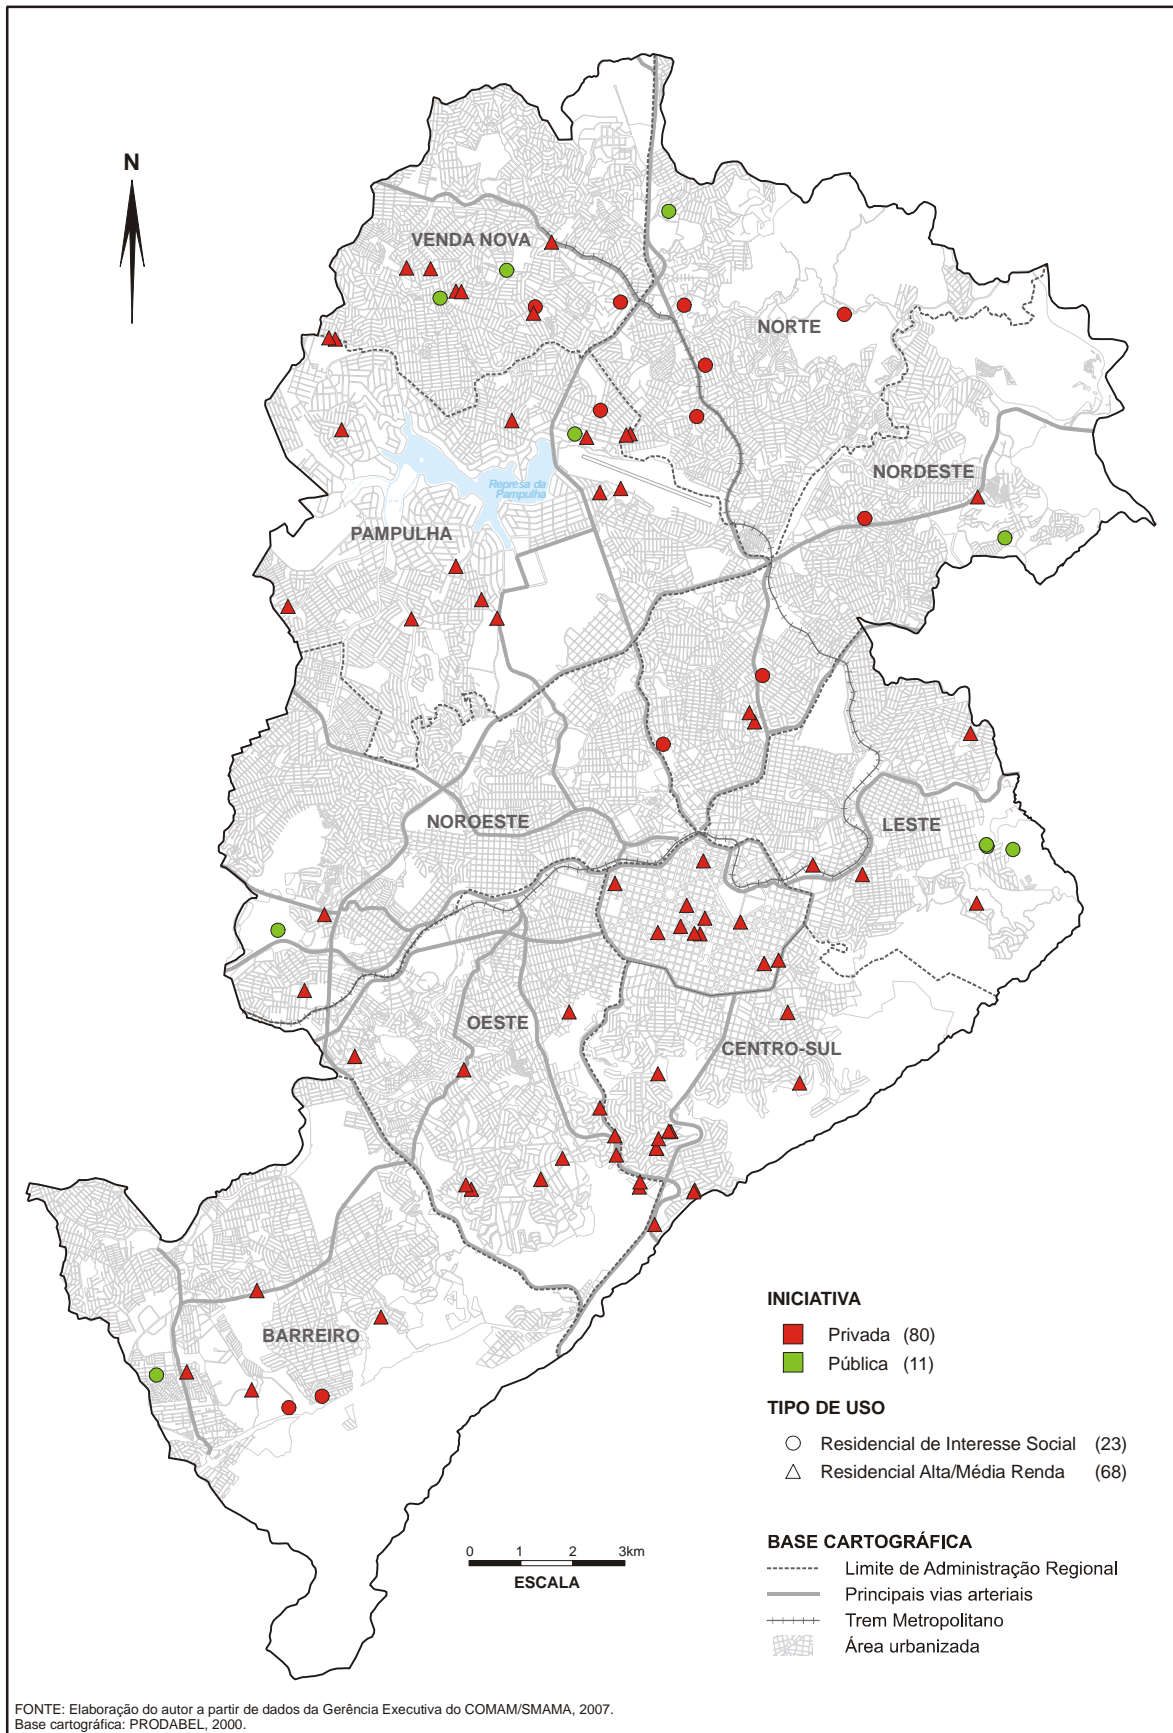 N
VENDA NOVA
NORTE
NORDESTE
Represa da
Pampulha
PAMPULHA
NOROESTE
LESTE
OESTE
CENTRO-SUL
BARREIRO
INICIATIVA
Privada (80)
Pública (11)
TIPO DE USO
Residencial de Interesse Social (23)
Residencial Alta/Média Renda (68)
0 1 2 3km
ESCALA
BASE CARTOGRÁFICA
Limite de Administração Regional
Principais vias arteriais
Trem Metropolitano
Área urbanizada
FONTE: Elaboração do autor a partir de dados da Gerência Executiva do COMAM/SMAMA, 2007.
Base cartográfica: PRODABEL, 2000.